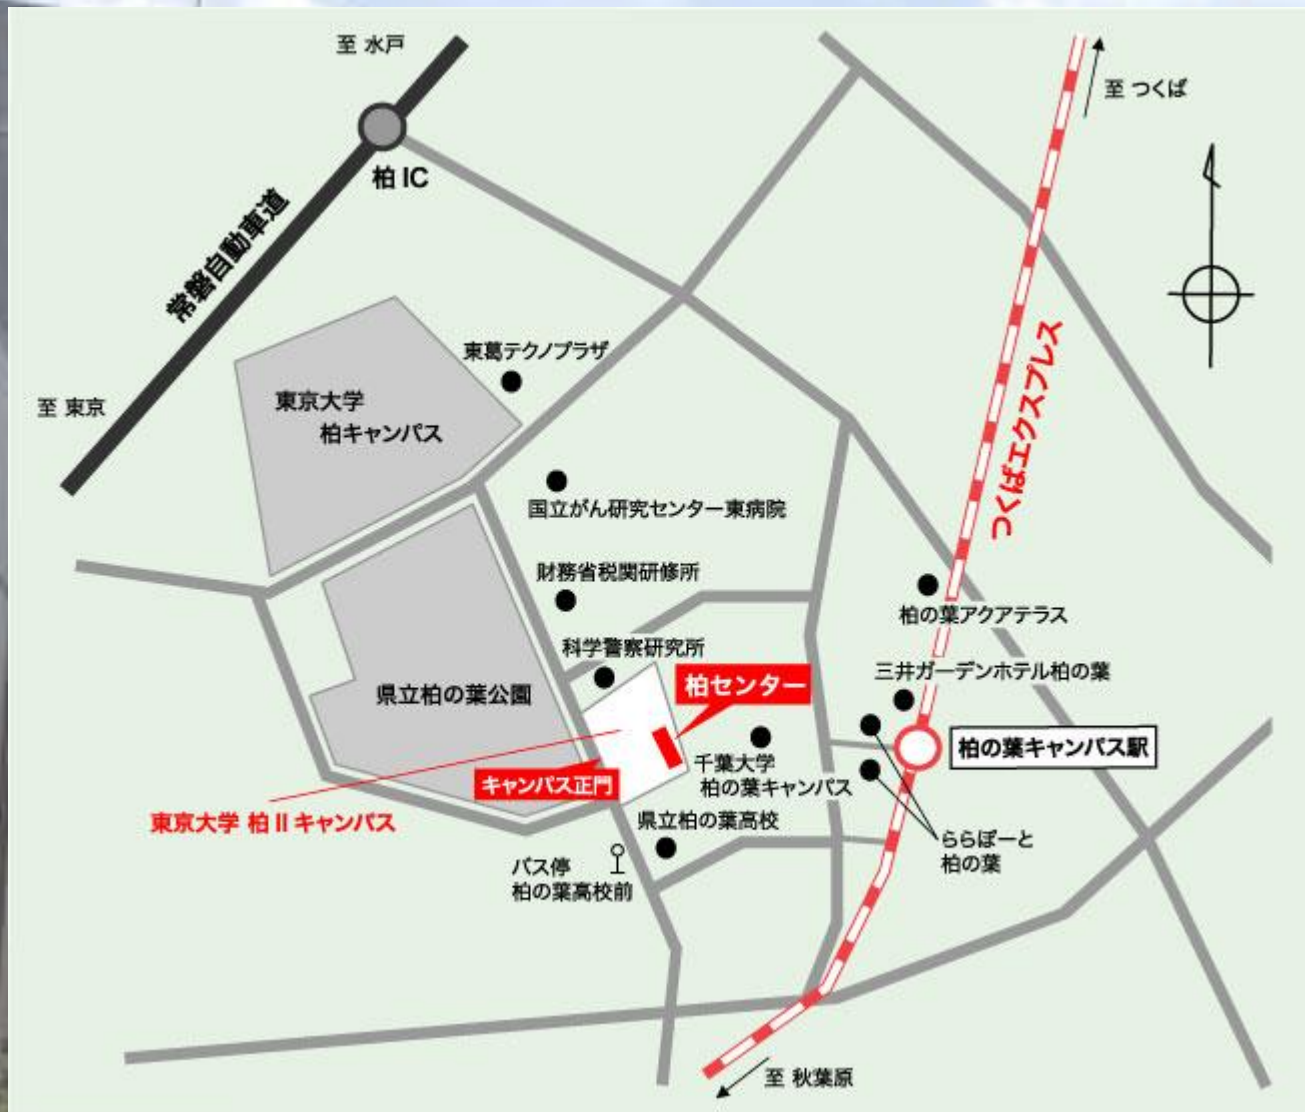 至 水戸
至 つくば
柏 IC
常磐自動車道
東葛テクノプラザ
至 東京
東京大学
柏キャンパス
つくばエクスプレス
国立がん研究センター東病院
財務省税関研修所
柏の葉アクアテラス
科学警察研究所
三井ガーデンホテル柏の葉
柏センター
県立柏の葉公園
柏の葉キャンパス駅
千葉大学
柏の葉キャンパス
キャンパス正門
東京大学 柏 II キャンパス
県立柏の葉高校
ららぽーと
柏の葉
バス停
柏の葉高校前
至 秋葉原